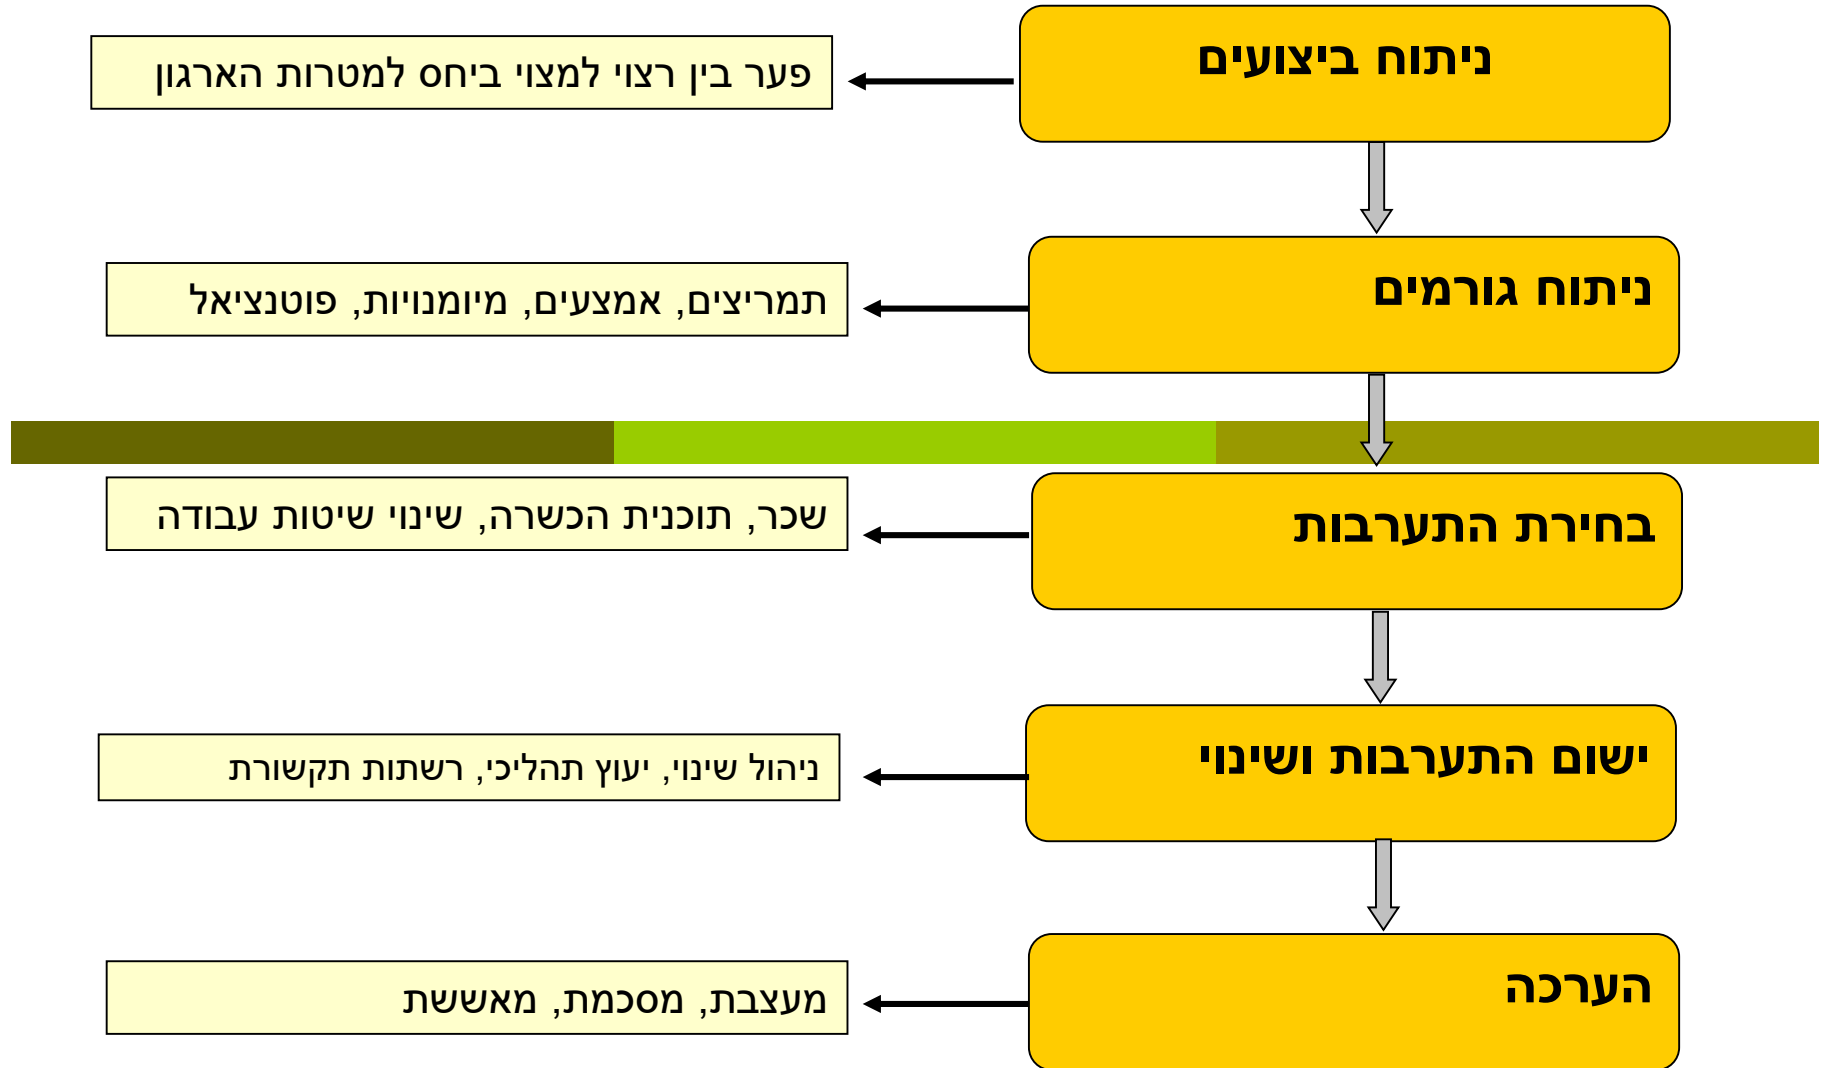 ניתוח ביצועים
פער בין רצוי למצוי ביחס למטרות הארגון
ניתוח גורמים
תמריצים, אמצעים, מיומנויות, פוטנציאל
בחירת התערבות
שכר, תוכנית הכשרה, שינוי שיטות עבודה
ישום התערבות ושינוי
ניהול שינוי, יעוץ תהליכי, רשתות תקשורת
הערכה
מעצבת, מסכמת, מאששת